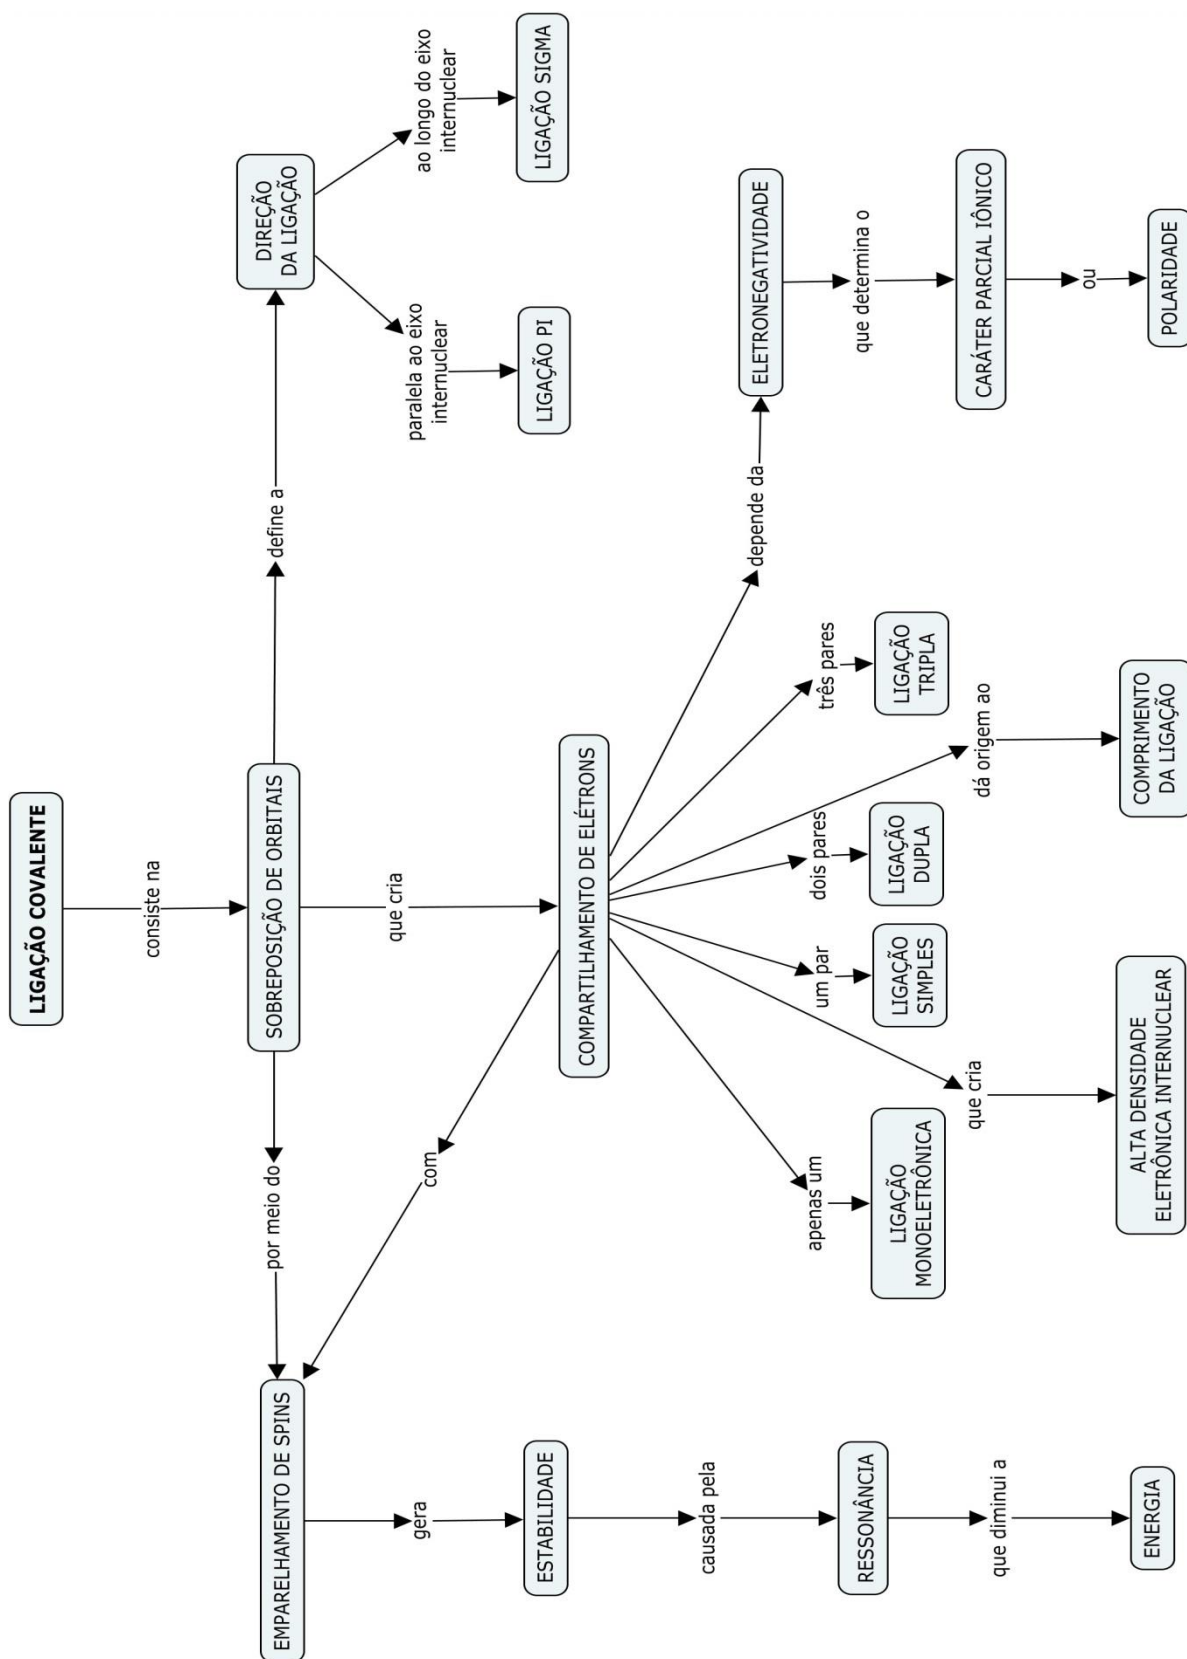 LIGAÇÃO COVALENTE
consiste na
SOBREPOSIÇÃO DE ORBITAIS
por meio do
define a
que cria
EMPARELHAMENTO DE SPINS
DIREÇÃO
DA LIGAÇÃO
gera
com
paralela ao eixo
internuclear
ao longo do eixo
internuclear
ESTABILIDADE
COMPARTILHAMENTO DE ELÉTRONS
LIGAÇÃO PI
LIGAÇÃO SIGMA
causada pela
depende da
RESSONÂNCIA
ELETRONEGATIVIDADE
apenas um
um par
dois pares
três pares
LIGAÇÃO
MONOELETRÔNICA
LIGAÇÃO
SIMPLES
LIGAÇÃO
DUPLA
LIGAÇÃO
TRIPLA
que determina o
que diminui a
que cria
dá origem ao
CARÁTER PARCIAL IÔNICO
ou
ENERGIA
ALTA DENSIDADE
ELETRÔNICA INTERNUCLEAR
COMPRIMENTO
DA LIGAÇÃO
POLARIDADE